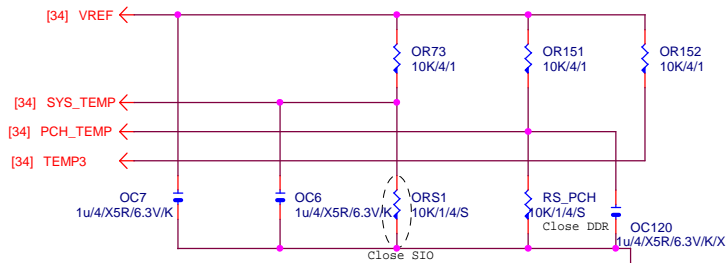 [34] VREF
OR73
10K/4/1
OR151
10K/4/1
OR152
10K/4/1
[34] SYS_TEMP
[34] PCH_TEMP
[34] TEMP3
OC7
1u/4/X5R/6.3V/K
OC6
1u/4/X5R/6.3V/K
ORS1
10K/1/4/S
Close SIO
RS_PCH
10K/1/4/S
Close DDR
OC120
1u/4/X5R/6.3V/K/X